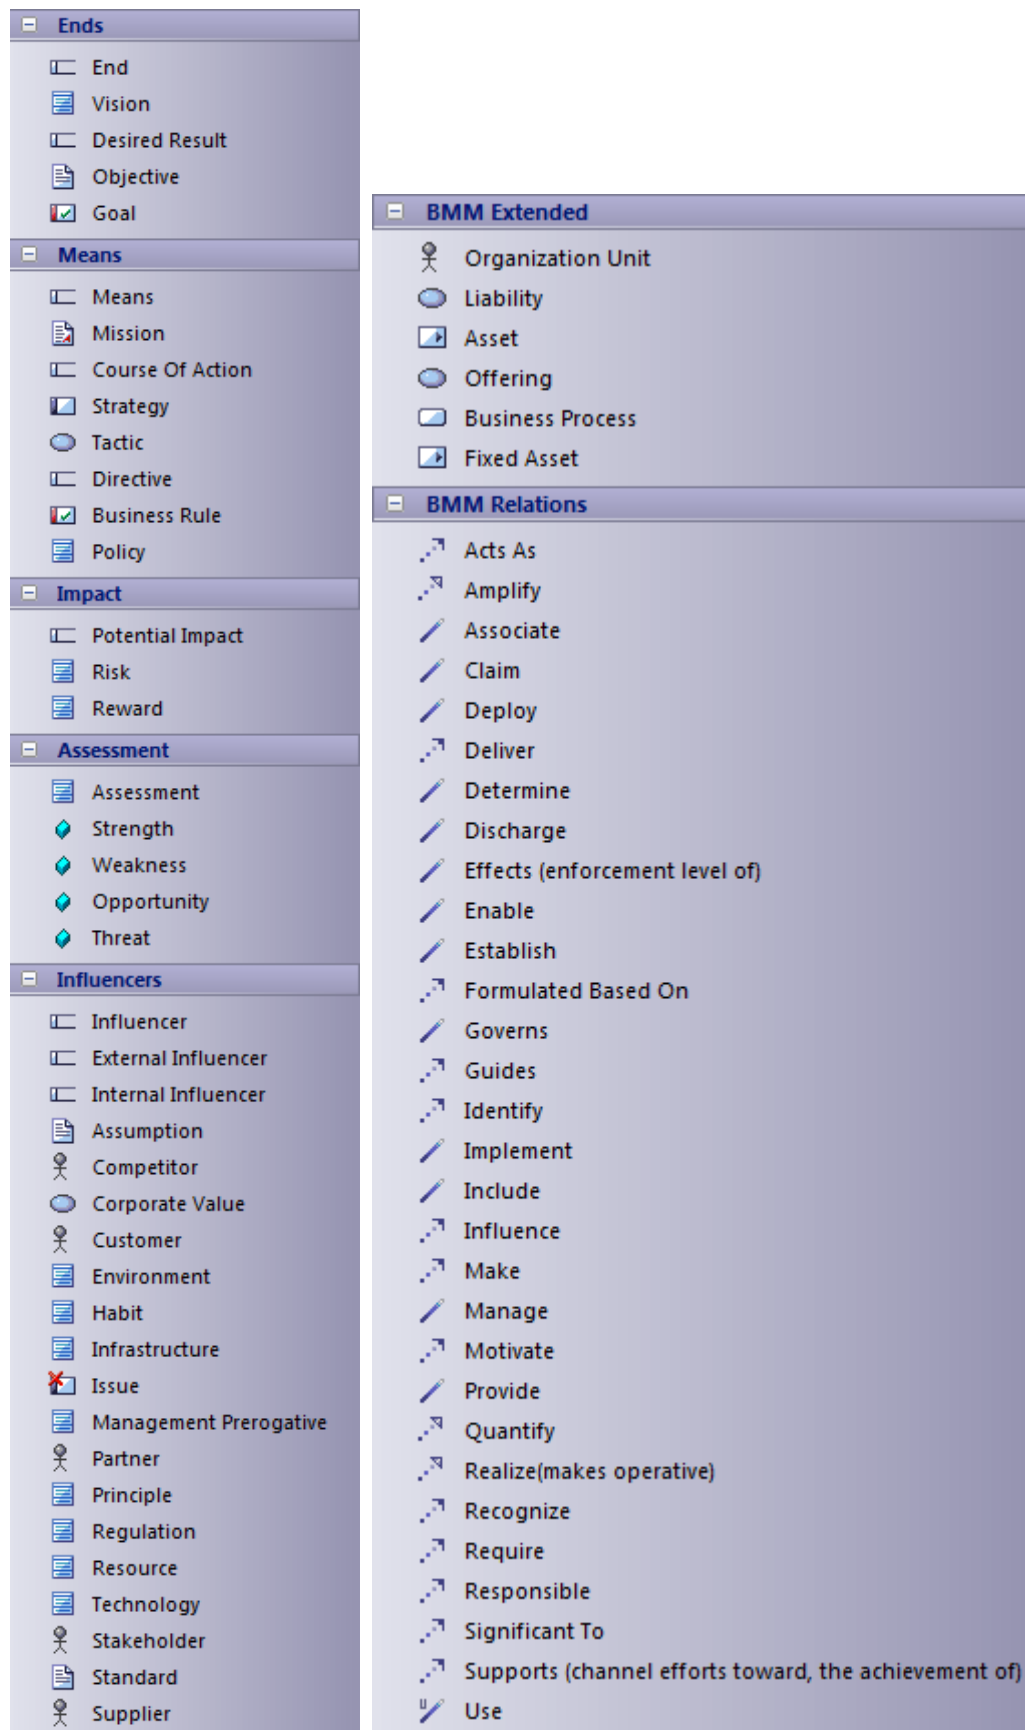 Ends
End
Vision
Desired Result
Objective
Goal
Means
Means
Mission
Course Of Action
Strategy
Tactic
Directive
Business Rule
Policy
Impact
Potential Impact
Risk
Reward
Assessment
Assessment
Strength
Weakness
Opportunity
Threat
Influencers
Influencer
External Influencer
Internal Influencer
Assumption
Competitor
Corporate Value
Customer
Environment
Habit
Infrastructure
Issue
Management Prerogative
Partner
Principle
Regulation
Resource
Technology
Stakeholder
Standard
Supplier
BMM Extended
Organization Unit
Liability
Asset
Offering
Business Process
Fixed Asset
BMM Relations
Acts As
Amplify
Associate
Claim
Deploy
Deliver
Determine
Discharge
Effects (enforcement level of)
Enable
Establish
Formulated Based On
Governs
Guides
Identify
Implement
Include
Influence
Make
Manage
Motivate
Provide
Quantify
Realize(makes operative)
Recognize
Require
Responsible
Significant To
Supports (channel efforts toward, the achievement of)
Use